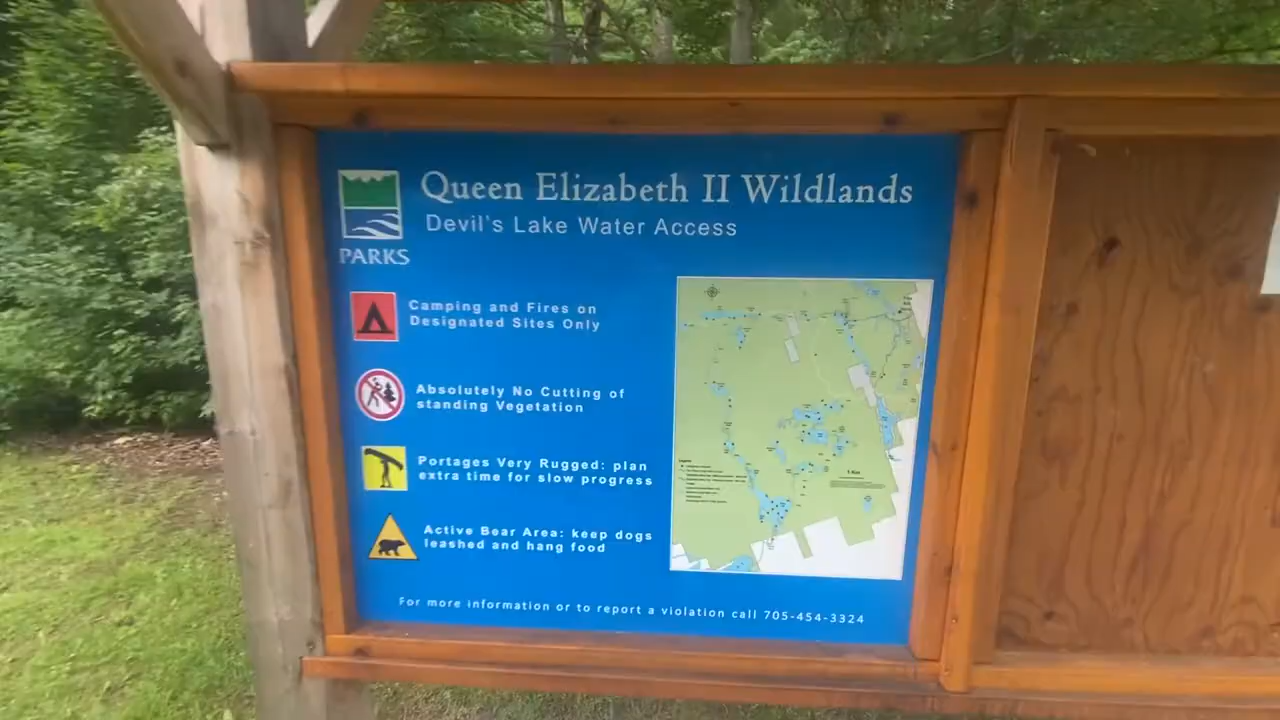 Queen Elizabeth II Wildlands
Devil's Lake Water Access
PARKS
Camping and Fires on
Designated Sites Only
Absolutely No Cutting of
standing Vegetation
Portages Very Rugged: plan
extra time for slow progress
Active Bear Area: keep dogs
leashed and hang food
For more information or to report a violation call 705-454-3324